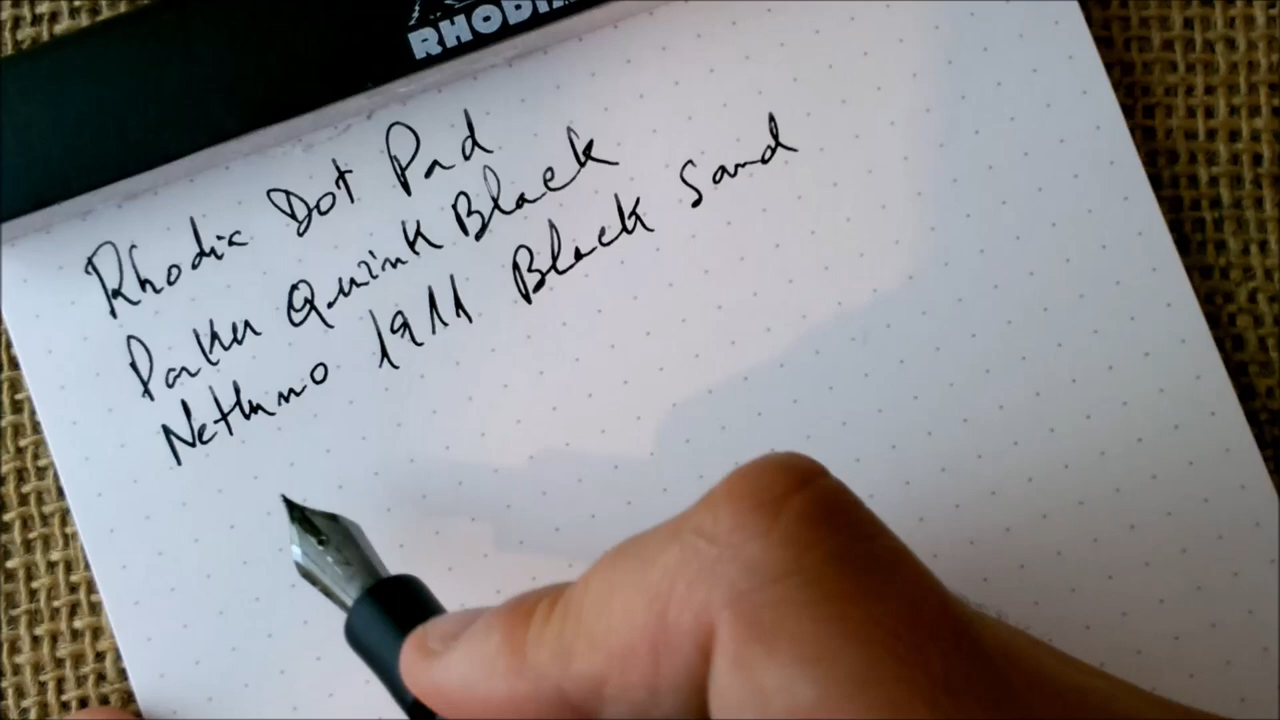 RHODIA
Rhodia Dot Pad
Parker Quink Black
Nettuno 1911 Black Sand